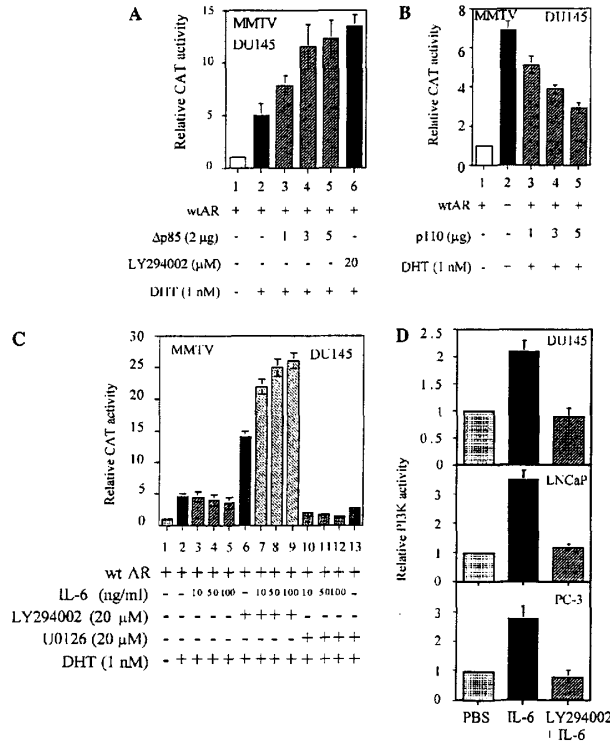 A
MMTV
DU145
Relative CAT activity
15
10
5
0
1 2 3 4 5 6
wtAR + + + + + +
Δp85 (2 μg) - - 1 3 5 -
LY294002 (μM) - - - - - 20
DHT (1 nM) - + + + + +
B
MMTV DU145
Relative CAT activity
8
6
4
2
0
1 2 3 4 5
wtAR + - + + +
p110 (μg) - - 1 3 5
DHT (1 nM) - - + + +
C
MMTV DU145
Relative CAT activity
30
25
20
15
10
5
0
1 2 3 4 5 6 7 8 9 10 11 12 13
wt AR + + + + + + + + + + + + +
IL-6 (ng/ml) - - 10 50 100 - 10 50 100 10 50 100 -
LY294002 (20 μM) - - - - - + + + + - - - -
U0126 (20 μM) - - - - - - - - - + + + +
DHT (1 nM) - + + + + + + + + + + + +
D
Relative PI3K activity
DU145
2.5
2
1.5
1
0.5
LNCaP
3
2
1
0
PC-3
3
2
1
0
PBS IL-6 LY294002
+ IL-6